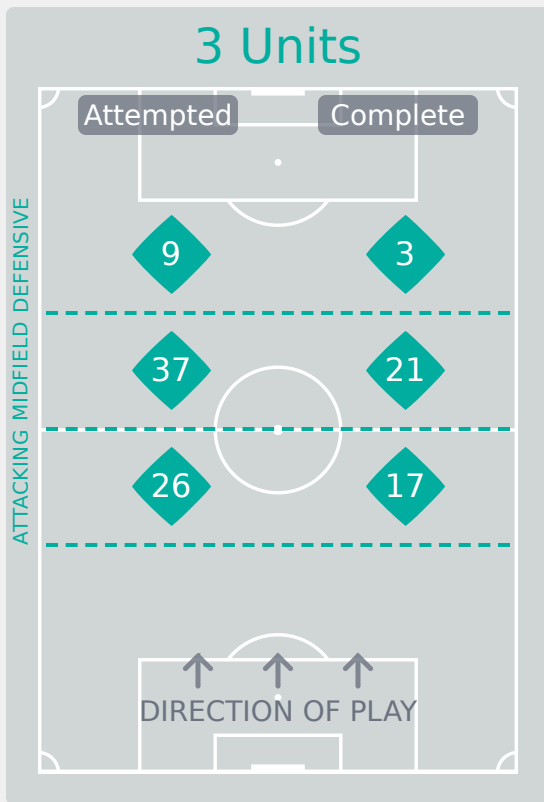 3 Units
Attempted Complete
9 3
37 21
26 17
ATTACKING MIDFIELD DEFENSIVE
DIRECTION OF PLAY